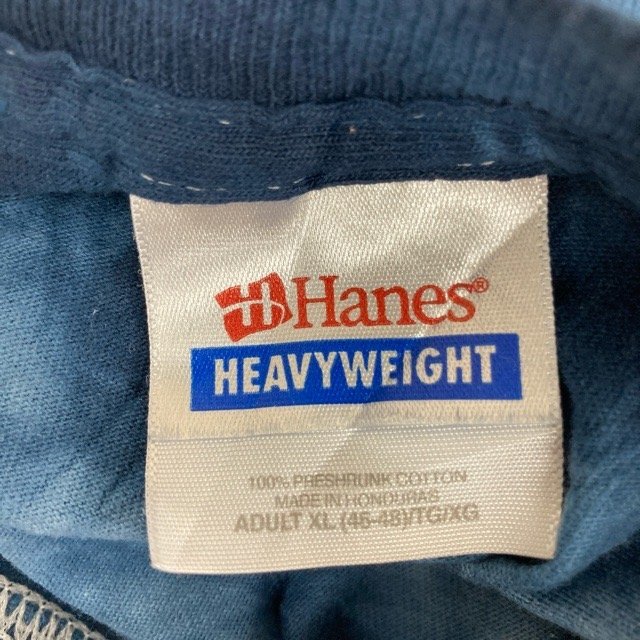 Hanes®
HEAVYWEIGHT
100% PRESHRUNK COTTON
MADE IN HONDURAS
ADULT XL (46-48)/TG/XG